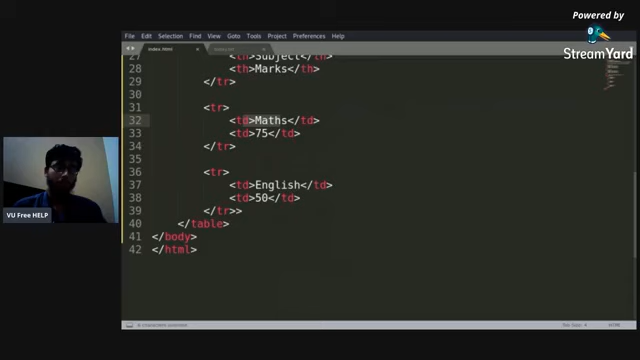 Powered by
StreamYard
File Edit Selection Find View Goto Tools Project Preferences Help
index.html
27 <th>Subject</th>
28 <th>Marks</th>
29 </tr>
30
31 <tr>
32 <td>Maths</td>
33 <td>75</td>
34 </tr>
35
36 <tr>
37 <td>English</td>
38 <td>50</td>
39 </tr>>
40 </table>
41 </body>
42 </html>
VU Free HELP
HTML